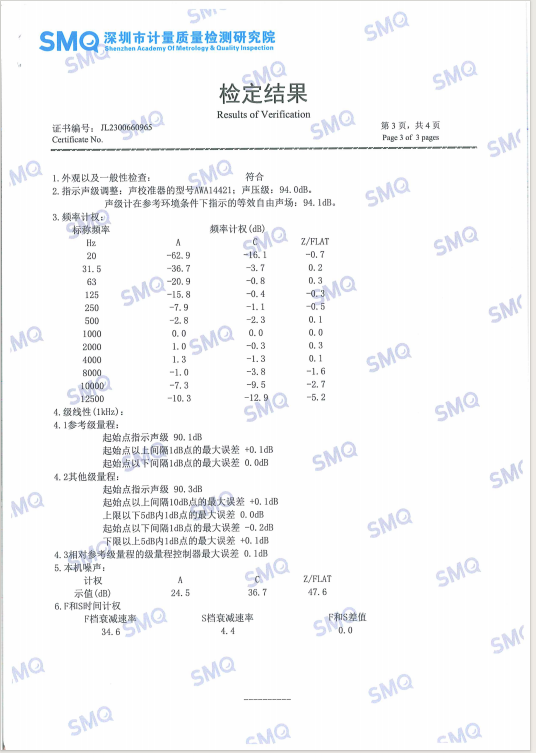 SMQ 深圳市计量质量检测研究院
Shenzhen Academy Of Metrology & Quality Inspection
检定结果
Results of Verification
证书编号: JL2300660965
第 3 页, 共 4 页
Certificate No.
Page 3 of 3 pages
1.外观以及一般性检查: 符合
2.指示声级调整: 声校准器的型号AWA14421; 声压级: 94.0dB。
声级计在参考环境条件下指示的等效自由声场: 94.1dB。
3.频率计权:
标称频率 频率计权(dB)
Hz A C Z/FLAT
20 -62.9 -16.1 -0.7
31.5 -36.7 -3.7 0.2
63 -20.9 -0.8 0.3
125 -15.8 -0.4 -0.3
250 -7.9 -1.1 -0.5
500 -2.8 -2.3 0.1
1000 0.0 0.0 0.0
2000 1.0 -0.3 0.3
4000 1.3 -1.3 0.1
8000 -1.0 -3.8 -1.6
10000 -7.3 -9.5 -2.7
12500 -10.3 -12.9 -5.2
4.级线性(1kHz):
4.1参考级量程:
起始点指示声级 90.1dB
起始点以上间隔1dB点的最大误差 +0.1dB
起始点以下间隔1dB点的最大误差 0.0dB
4.2其他级量程:
起始点指示声级 90.3dB
起始点以上间隔10dB点的最大误差 +0.1dB
上限以下5dB内1dB点的最大误差 0.0dB
起始点以下间隔1dB点的最大误差 -0.2dB
下限以上5dB内1dB点的最大误差 +0.1dB
4.3相对参考级量程的级量程控制器最大误差 0.1dB
5.本机噪声:
计权 A C Z/FLAT
示值(dB) 24.5 36.7 47.6
6.F和S时间计权
F档衰减速率 S档衰减速率 F和S差值
34.6 4.4 0.0